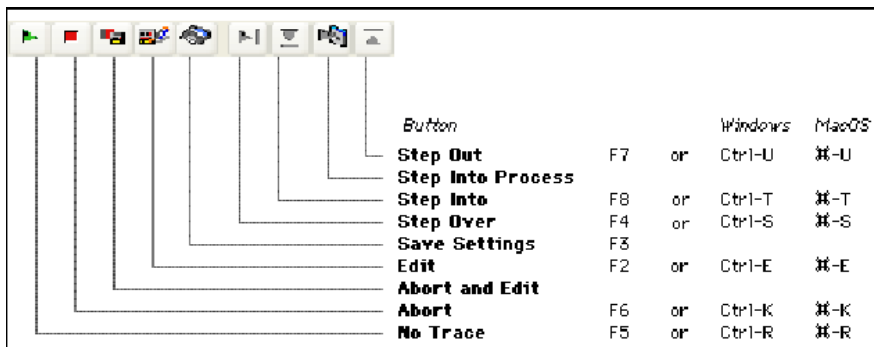 Button Windows MacOS
Step Out F7 or Ctrl-U ⌘-U
Step Into Process
Step Into F8 or Ctrl-T ⌘-T
Step Over F4 or Ctrl-S ⌘-S
Save Settings F3
Edit F2 or Ctrl-E ⌘-E
Abort and Edit
Abort F6 or Ctrl-K ⌘-K
No Trace F5 or Ctrl-R ⌘-R